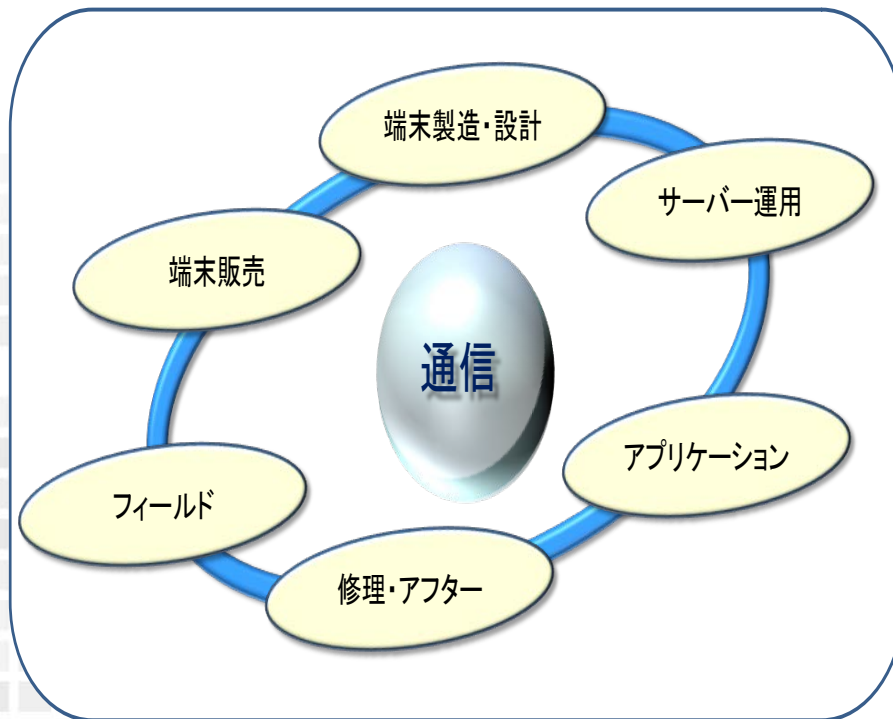 端末製造・設計
サーバー運用
端末販売
通信
アプリケーション
フィールド
修理・アフター